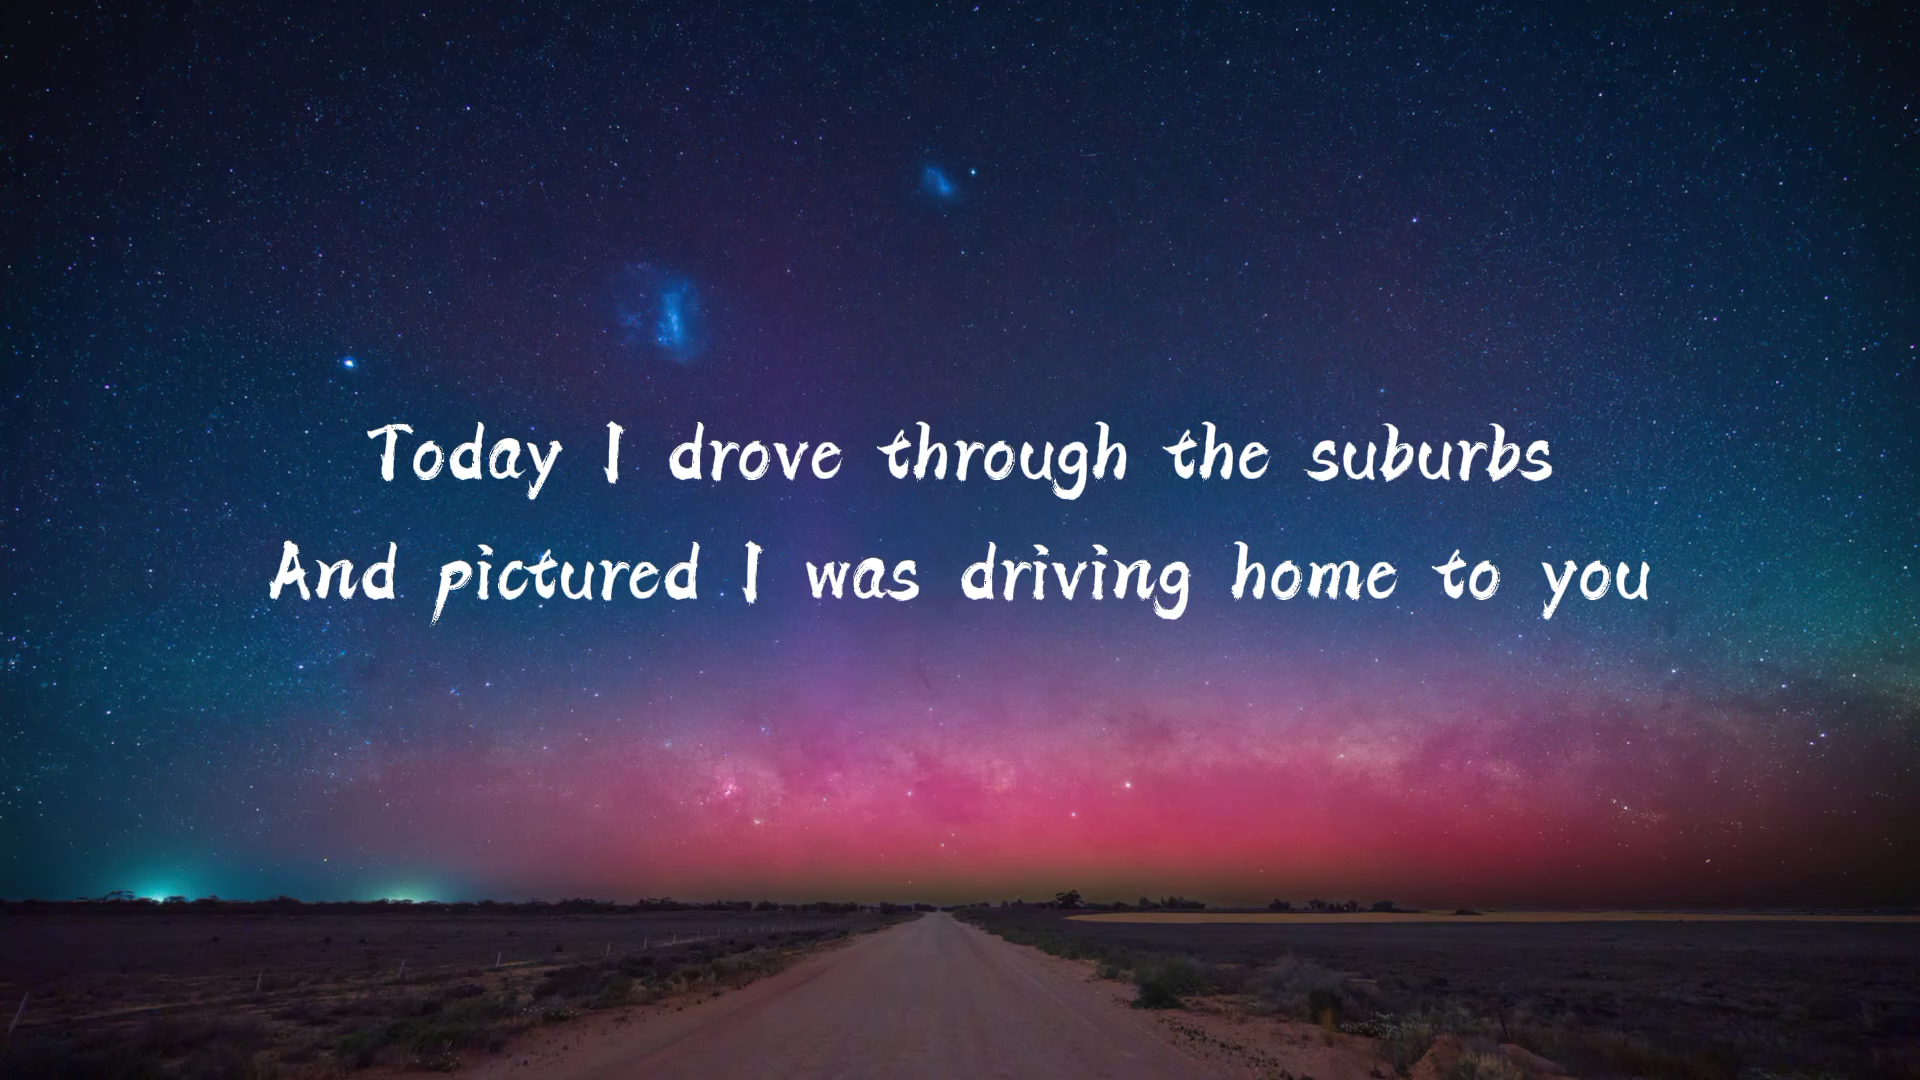 Today I drove through the suburbs
And pictured I was driving home to you